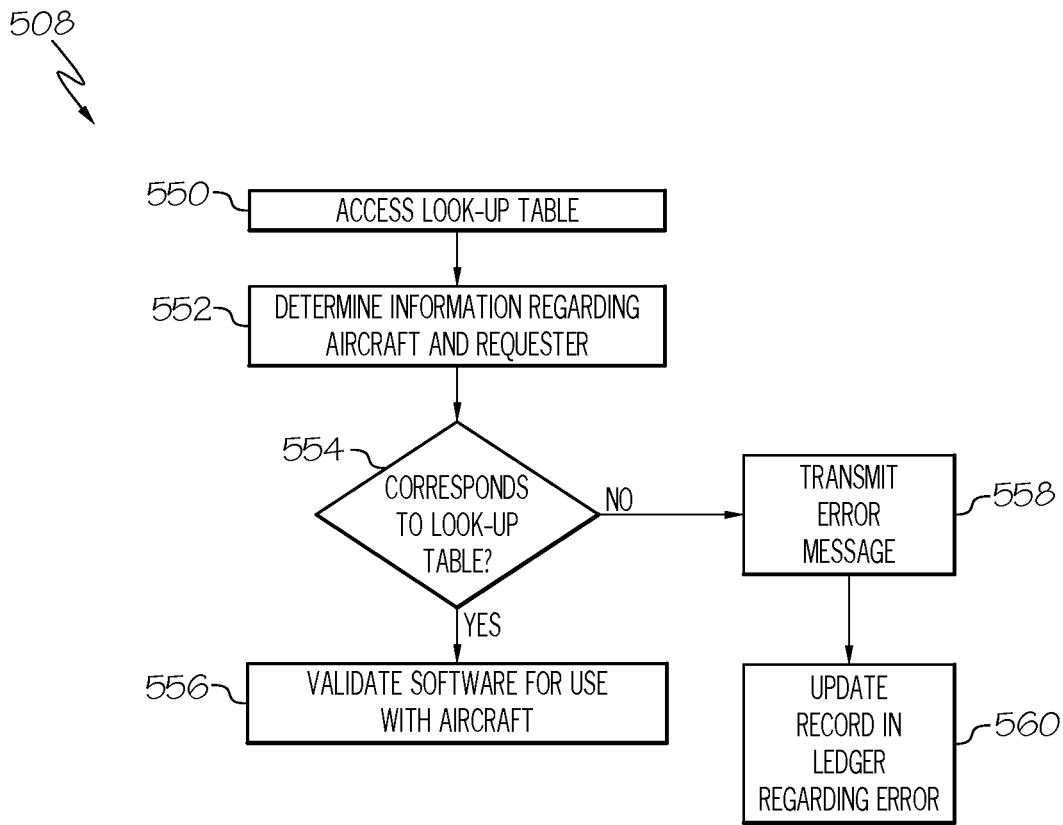 508
550
ACCESS LOOK-UP TABLE
552
DETERMINE INFORMATION REGARDING
AIRCRAFT AND REQUESTER
554
CORRESPONDS
TO LOOK-UP
TABLE?
NO
YES
TRANSMIT
ERROR
MESSAGE
558
556
VALIDATE SOFTWARE FOR USE
WITH AIRCRAFT
UPDATE
RECORD IN
LEDGER
REGARDING ERROR
560